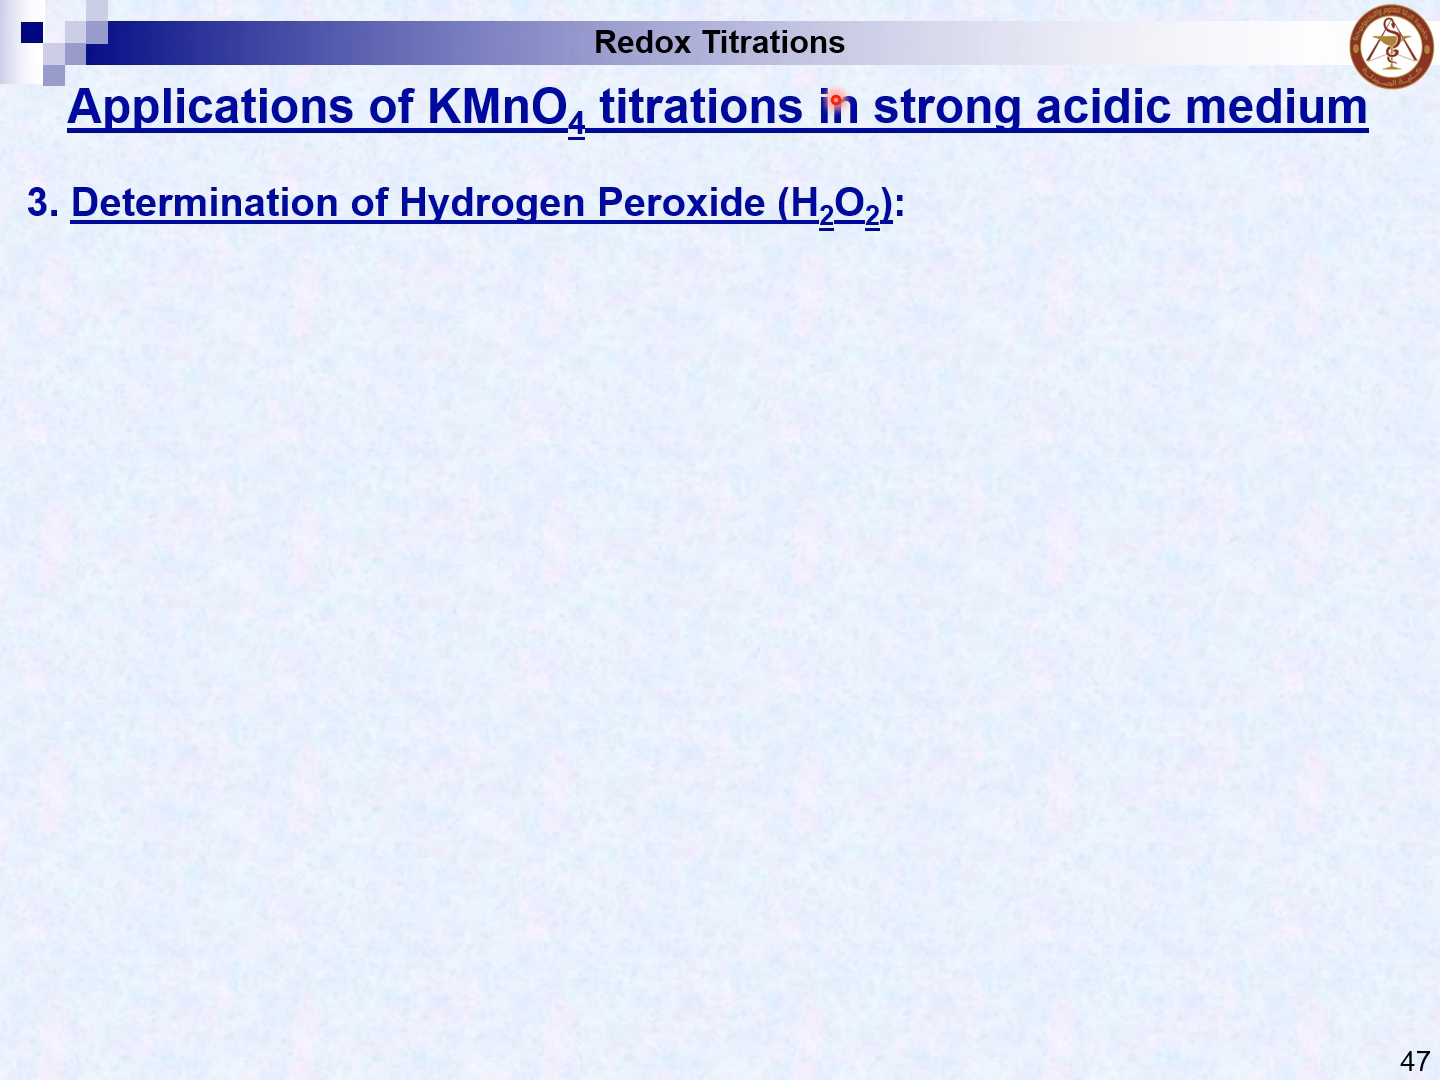 Redox Titrations
Applications of KMnO4 titrations in strong acidic medium
3. Determination of Hydrogen Peroxide (H2O2):
47